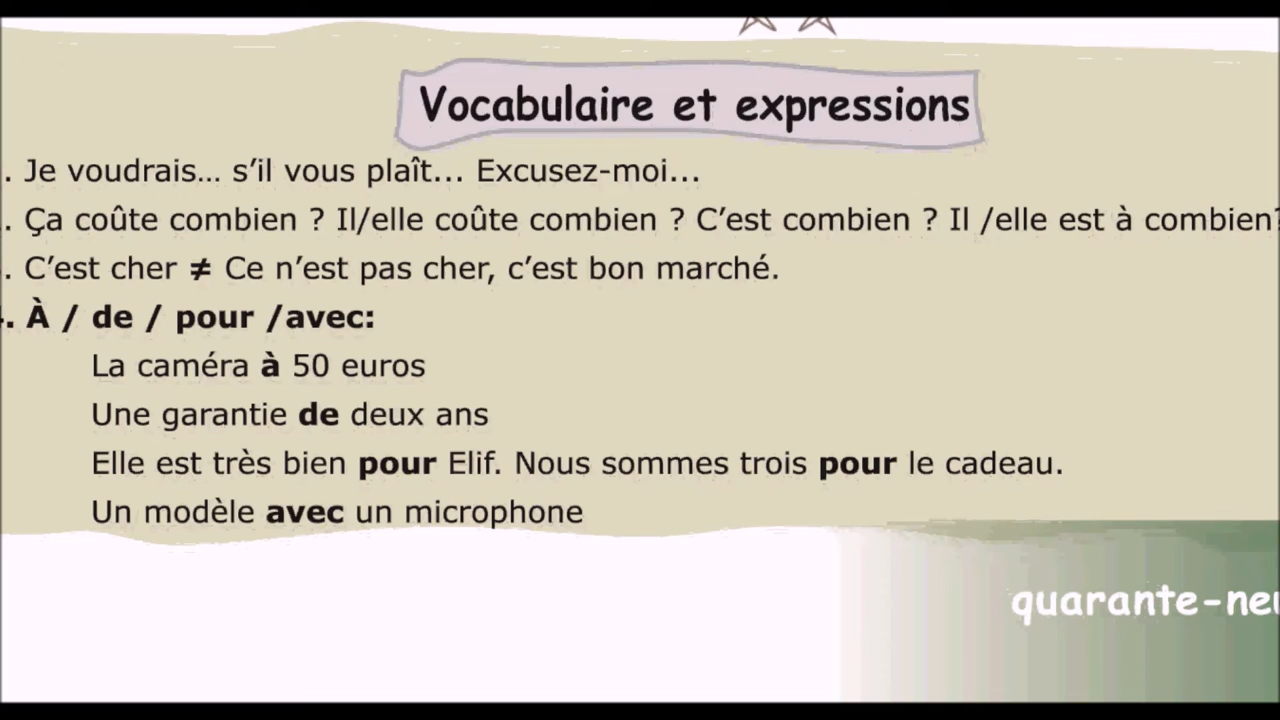 Vocabulaire et expressions
. Je voudrais... s'il vous plaît... Excusez-moi...
. Ça coûte combien ? Il/elle coûte combien ? C'est combien ? Il /elle est à combien?
. C'est cher ≠ Ce n'est pas cher, c'est bon marché.
. À / de / pour /avec:
La caméra à 50 euros
Une garantie de deux ans
Elle est très bien pour Elif. Nous sommes trois pour le cadeau.
Un modèle avec un microphone